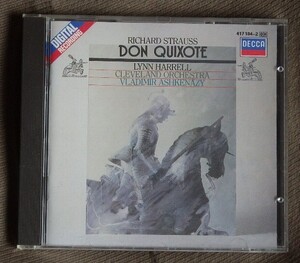 DIGITAL
RECORDING
RICHARD STRAUSS
DON QUIXOTE
LYNN HARRELL
CLEVELAND ORCHESTRA
VLADIMIR ASHKENAZY
DECCA